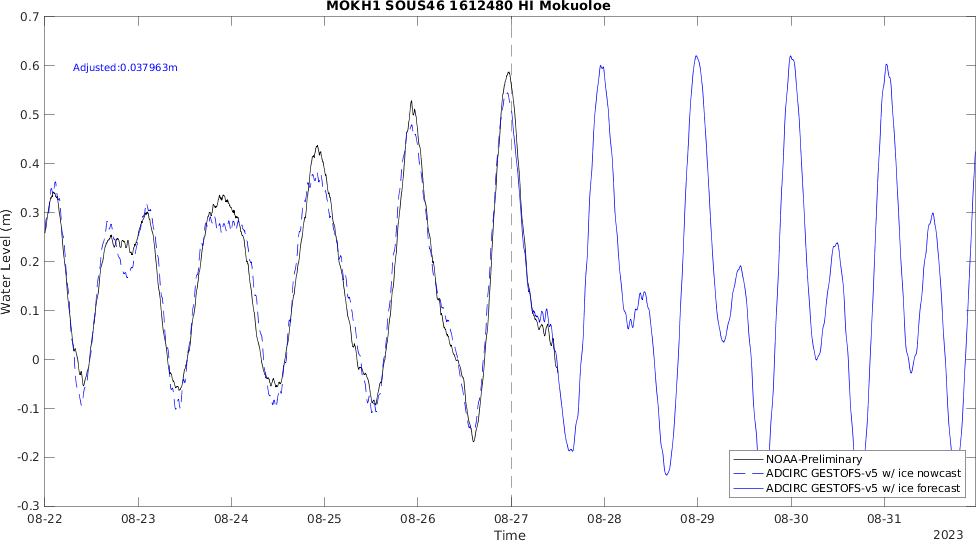 MOKH1 SOUS46 1612480 HI Mokuoloe
Adjusted:0.037963m
Water Level (m)
0.7
0.6
0.5
0.4
0.3
0.2
0.1
0
-0.1
-0.2
-0.3
NOAA-Preliminary
ADCIRC GESTOFS-v5 w/ ice nowcast
ADCIRC GESTOFS-v5 w/ ice forecast
08-22 08-23 08-24 08-25 08-26 08-27 08-28 08-29 08-30 08-31
Time
2023